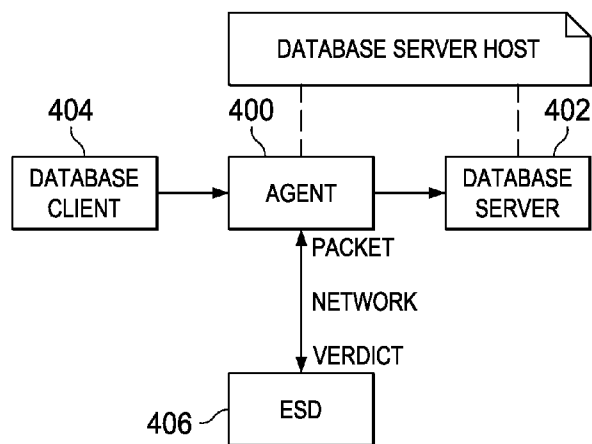 DATABASE SERVER HOST
404
400
402
DATABASE
CLIENT
AGENT
DATABASE
SERVER
PACKET
NETWORK
VERDICT
406
ESD